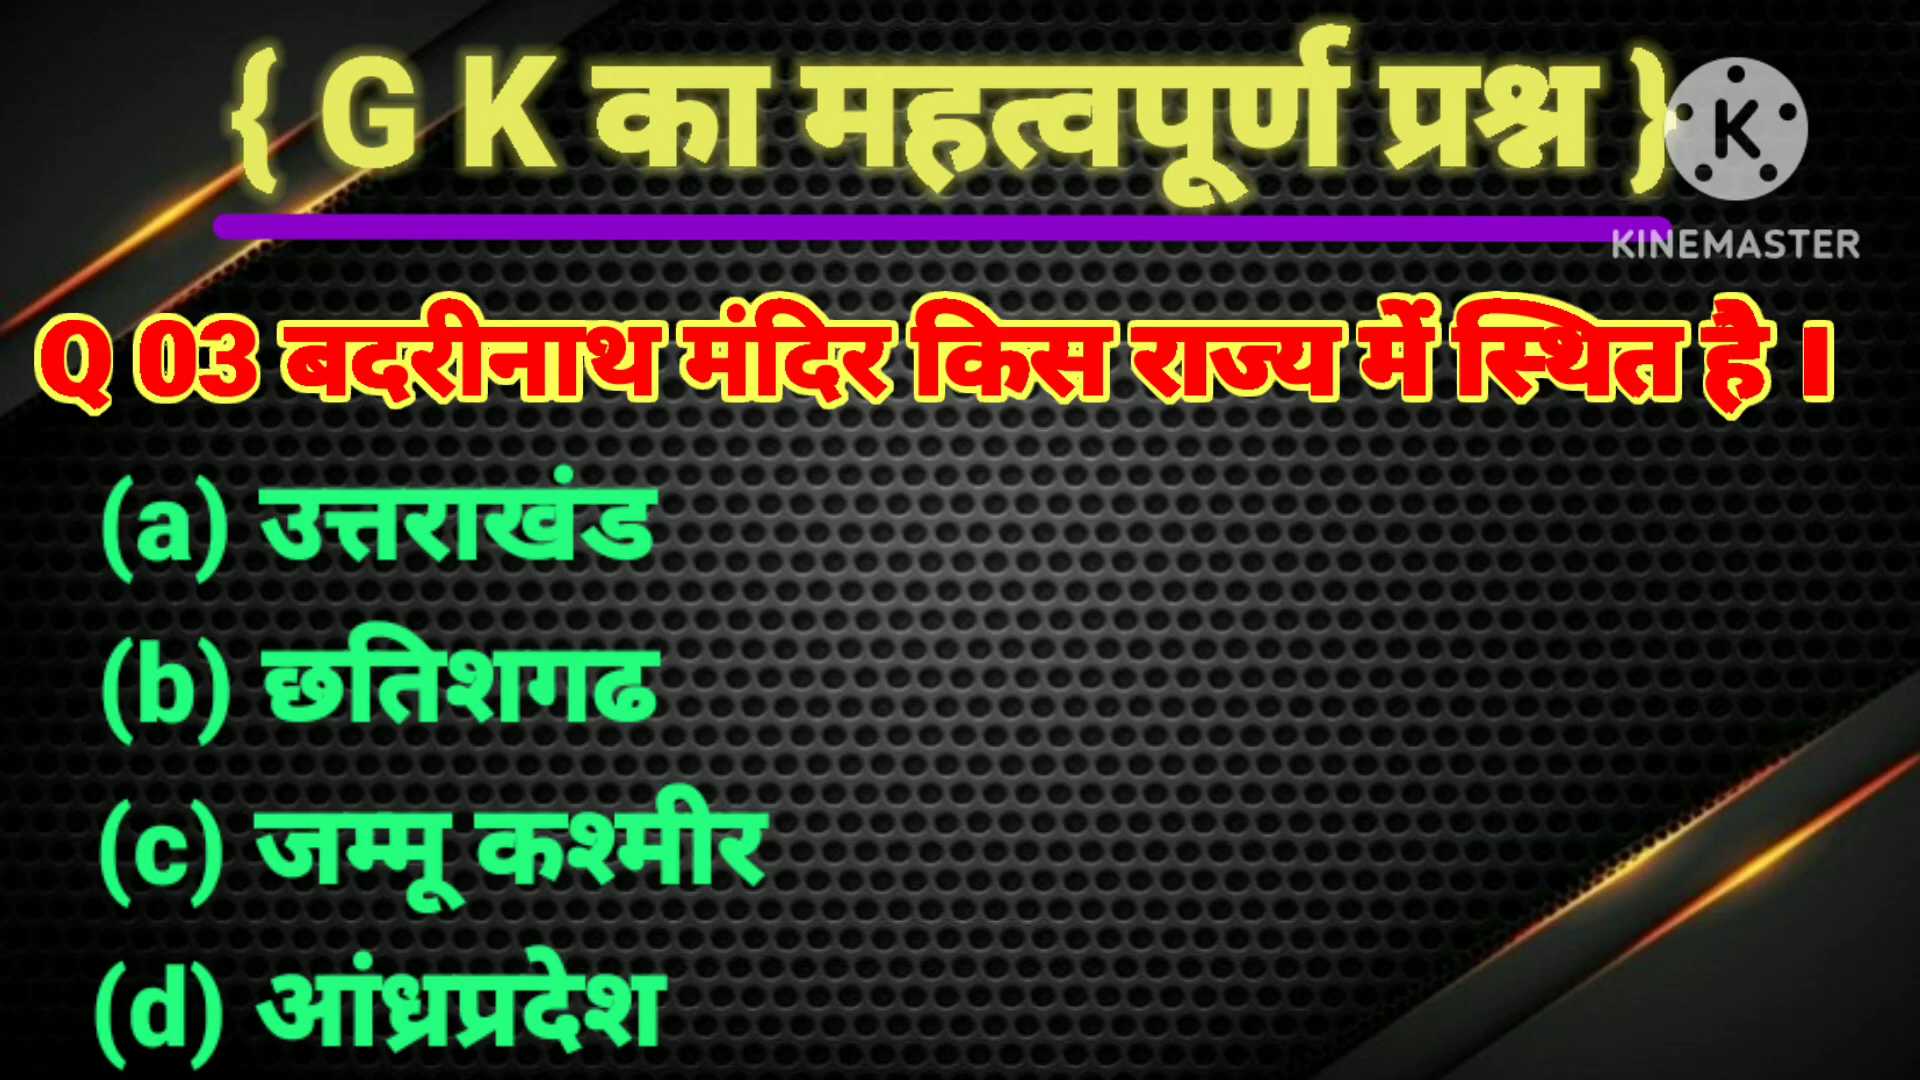 { G K का महत्वपूर्ण प्रश्न }
K
KINEMASTER
Q 03 बदरीनाथ मंदिर किस राज्य में स्थित है ।
(a) उत्तराखंड
(b) छतिशगढ
(c) जम्मू कश्मीर
(d) आंध्रप्रदेश